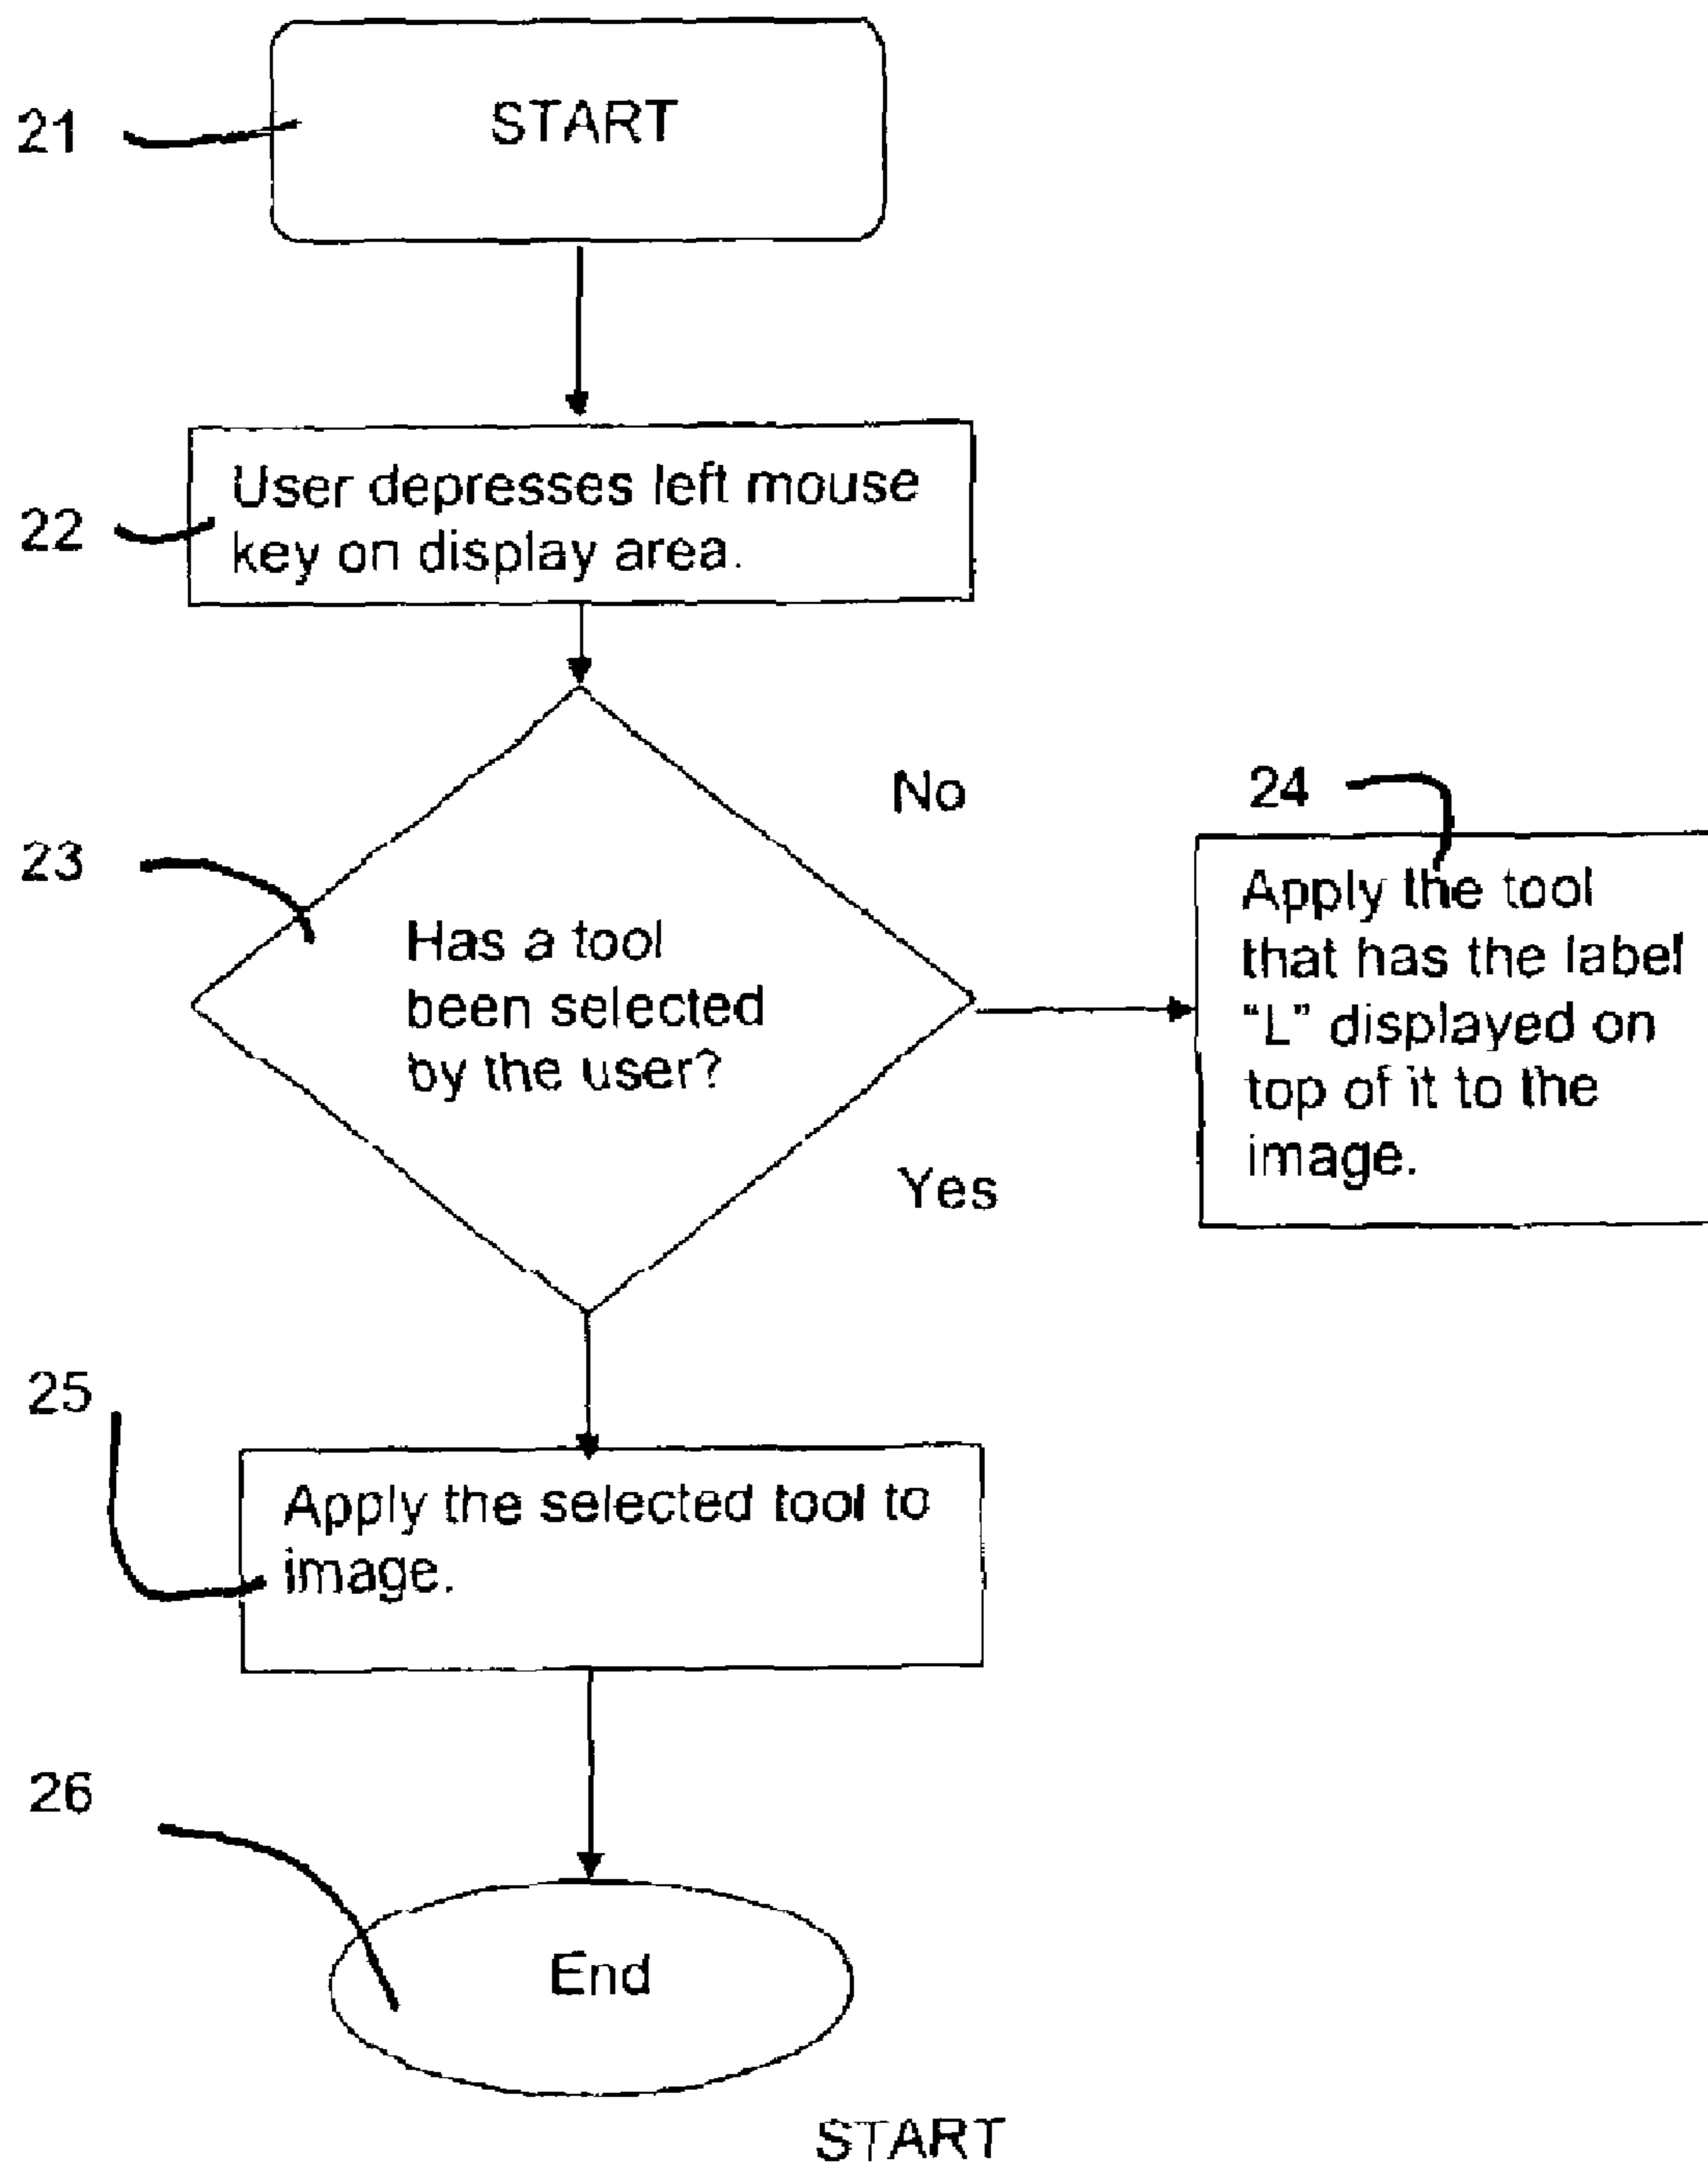 21
START
22
User depresses left mouse
key on display area.
No
24
23
Has a tool
been selected
by the user?
Apply the tool
that has the label
“L” displayed on
top of it to the
image.
Yes
25
Apply the selected tool to
image.
26
End
START